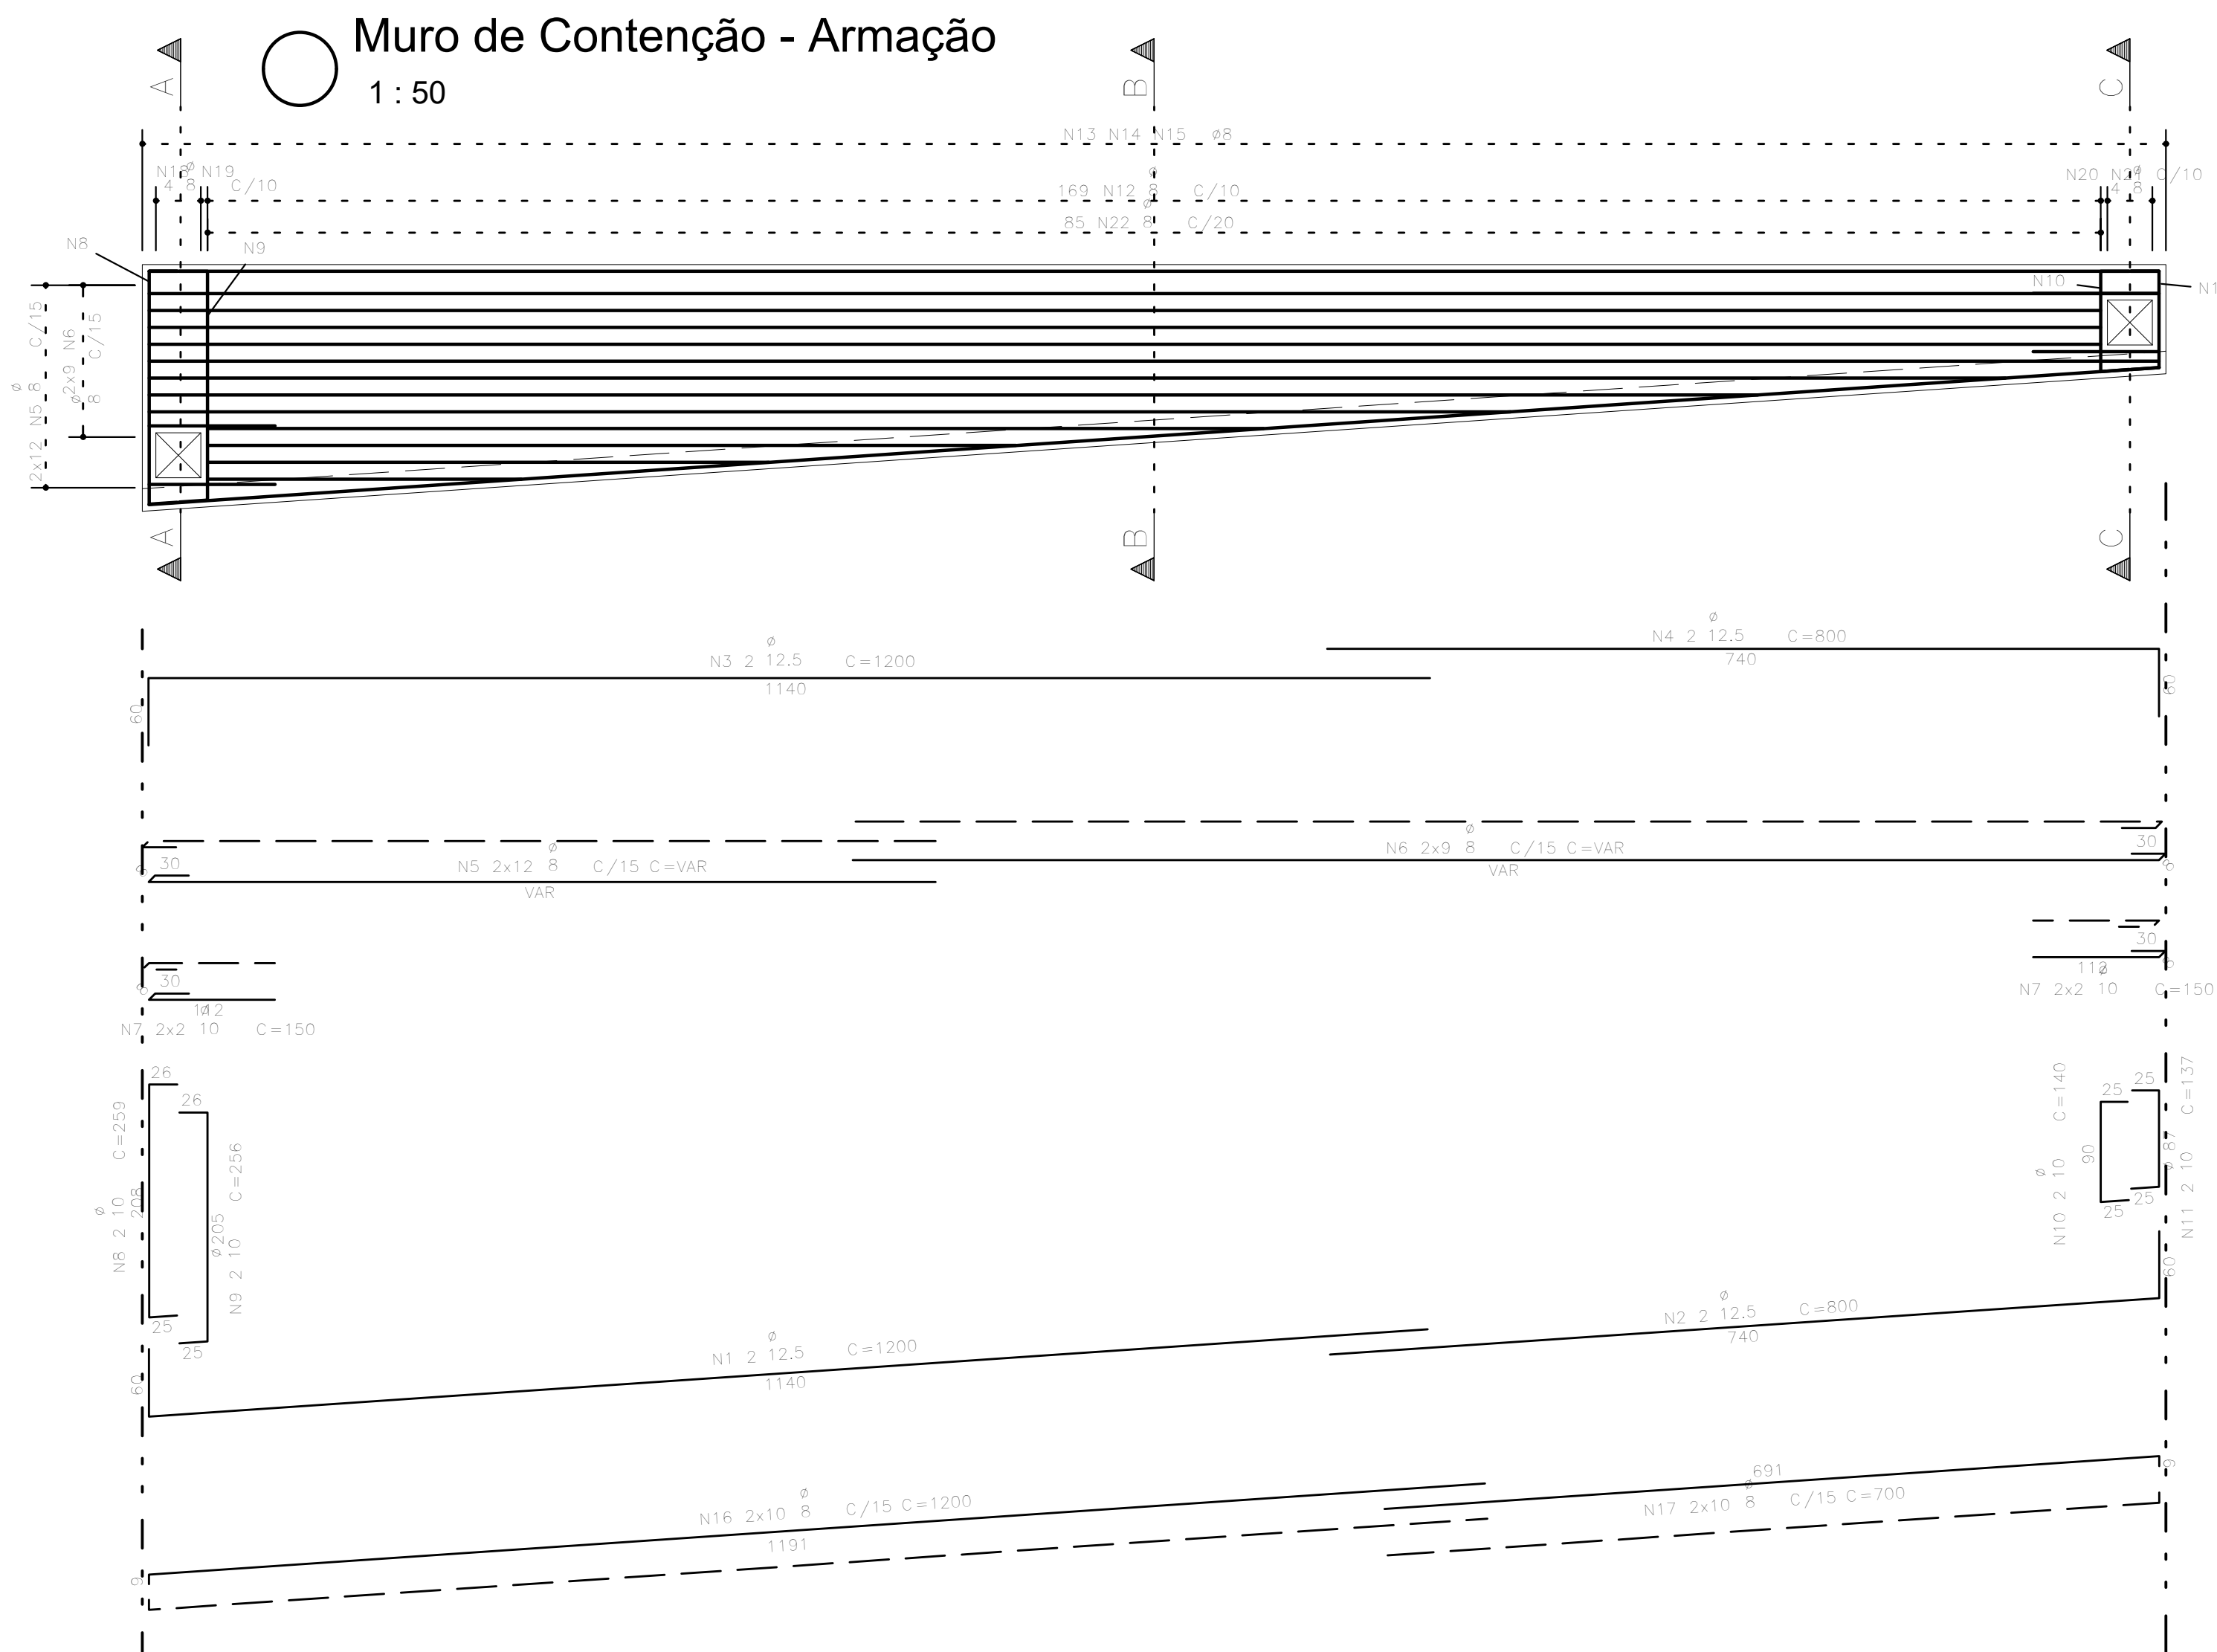 Muro de Contenção - Armação
1 : 50
A
B
C
N13 N14 N15 ø8
N18 N19
ø
4 8 C/10
ø
169 N12 8 C/10
ø
85 N22 8 C/20
N20 N21 C/10
ø
4 8
N8
N9
N10
N1
ø
2x12 N5 8 C/15
2x9 N6
ø 8 C/15
A
B
C
ø
N3 2 12.5 C=1200
1140
60
ø
N4 2 12.5 C=800
740
60
30
8
ø
N5 2x12 8 C/15 C=VAR
VAR
ø
N6 2x9 8 C/15 C=VAR
VAR
30
8
30
8
112
ø
N7 2x2 10 C=150
30
8
112
ø
N7 2x2 10 C=150
26
26
ø
N8 2 10 C=259
208
ø
205
N9 2 10 C=256
25
25
25
25
ø
N10 2 10 C=140
90
ø
87
N11 2 10 C=137
25
25
60
ø
N1 2 12.5 C=1200
1140
ø
N2 2 12.5 C=800
740
60
ø
N16 2x10 8 C/15 C=1200
1191
9
691
ø
N17 2x10 8 C/15 C=700
9